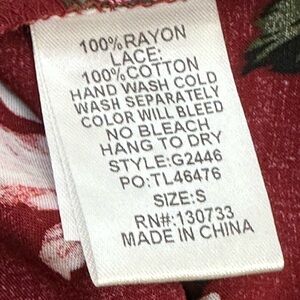 100%RAYON
LACE:
100%COTTON
HAND WASH COLD
WASH SEPARATELY
COLOR WILL BLEED
NO BLEACH
HANG TO DRY
STYLE:G2446
PO:TL46476
SIZE:S
RN#:130733
MADE IN CHINA